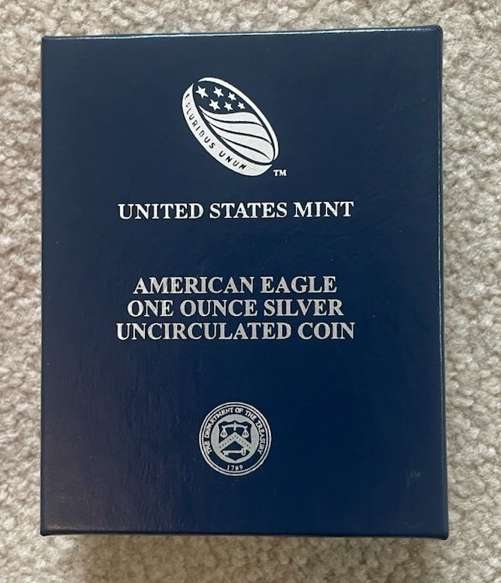 E PLURIBUS UNUM
TM
UNITED STATES MINT
AMERICAN EAGLE
ONE OUNCE SILVER
UNCIRCULATED COIN
THE DEPARTMENT OF THE TREASURY
1789